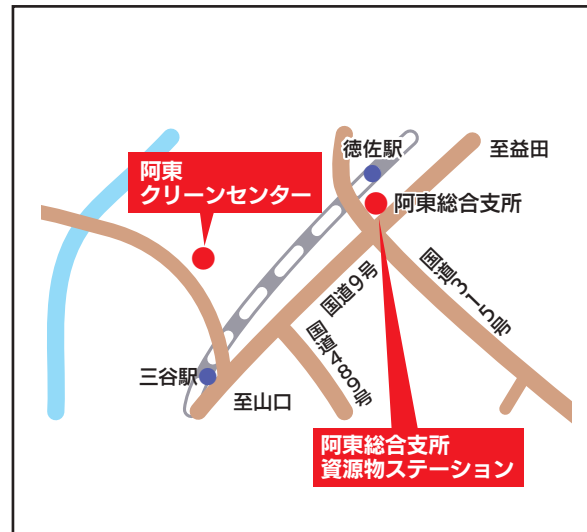 徳佐駅
至益田
阿東
クリーンセンター
阿東総合支所
国道9号
国道315号
国道489号
三谷駅
至山口
阿東総合支所
資源物ステーション